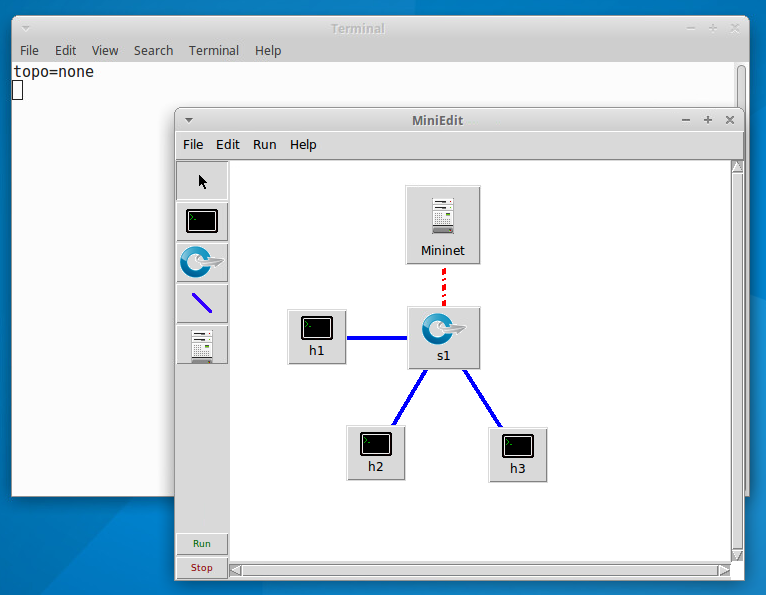 Terminal
File Edit View Search Terminal Help
topo=none
MiniEdit
File Edit Run Help
Mininet
h1
s1
h2
h3
Run
Stop